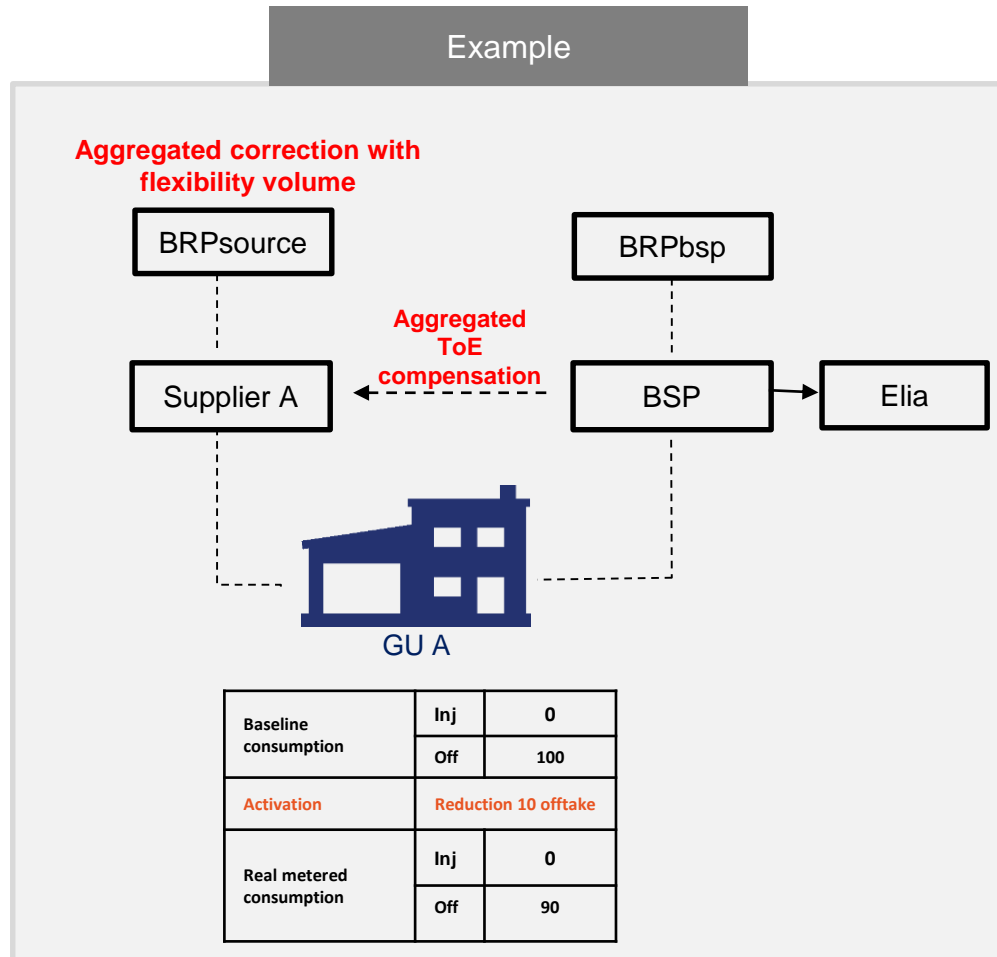 Example
Aggregated correction with
flexibility volume
BRPsource
BRPbsp
Aggregated
ToE
compensation
Supplier A
BSP
Elia
GU A
Baseline
consumption
Inj
0
Off
100
Activation
Reduction 10 offtake
Real metered
consumption
Inj
0
Off
90